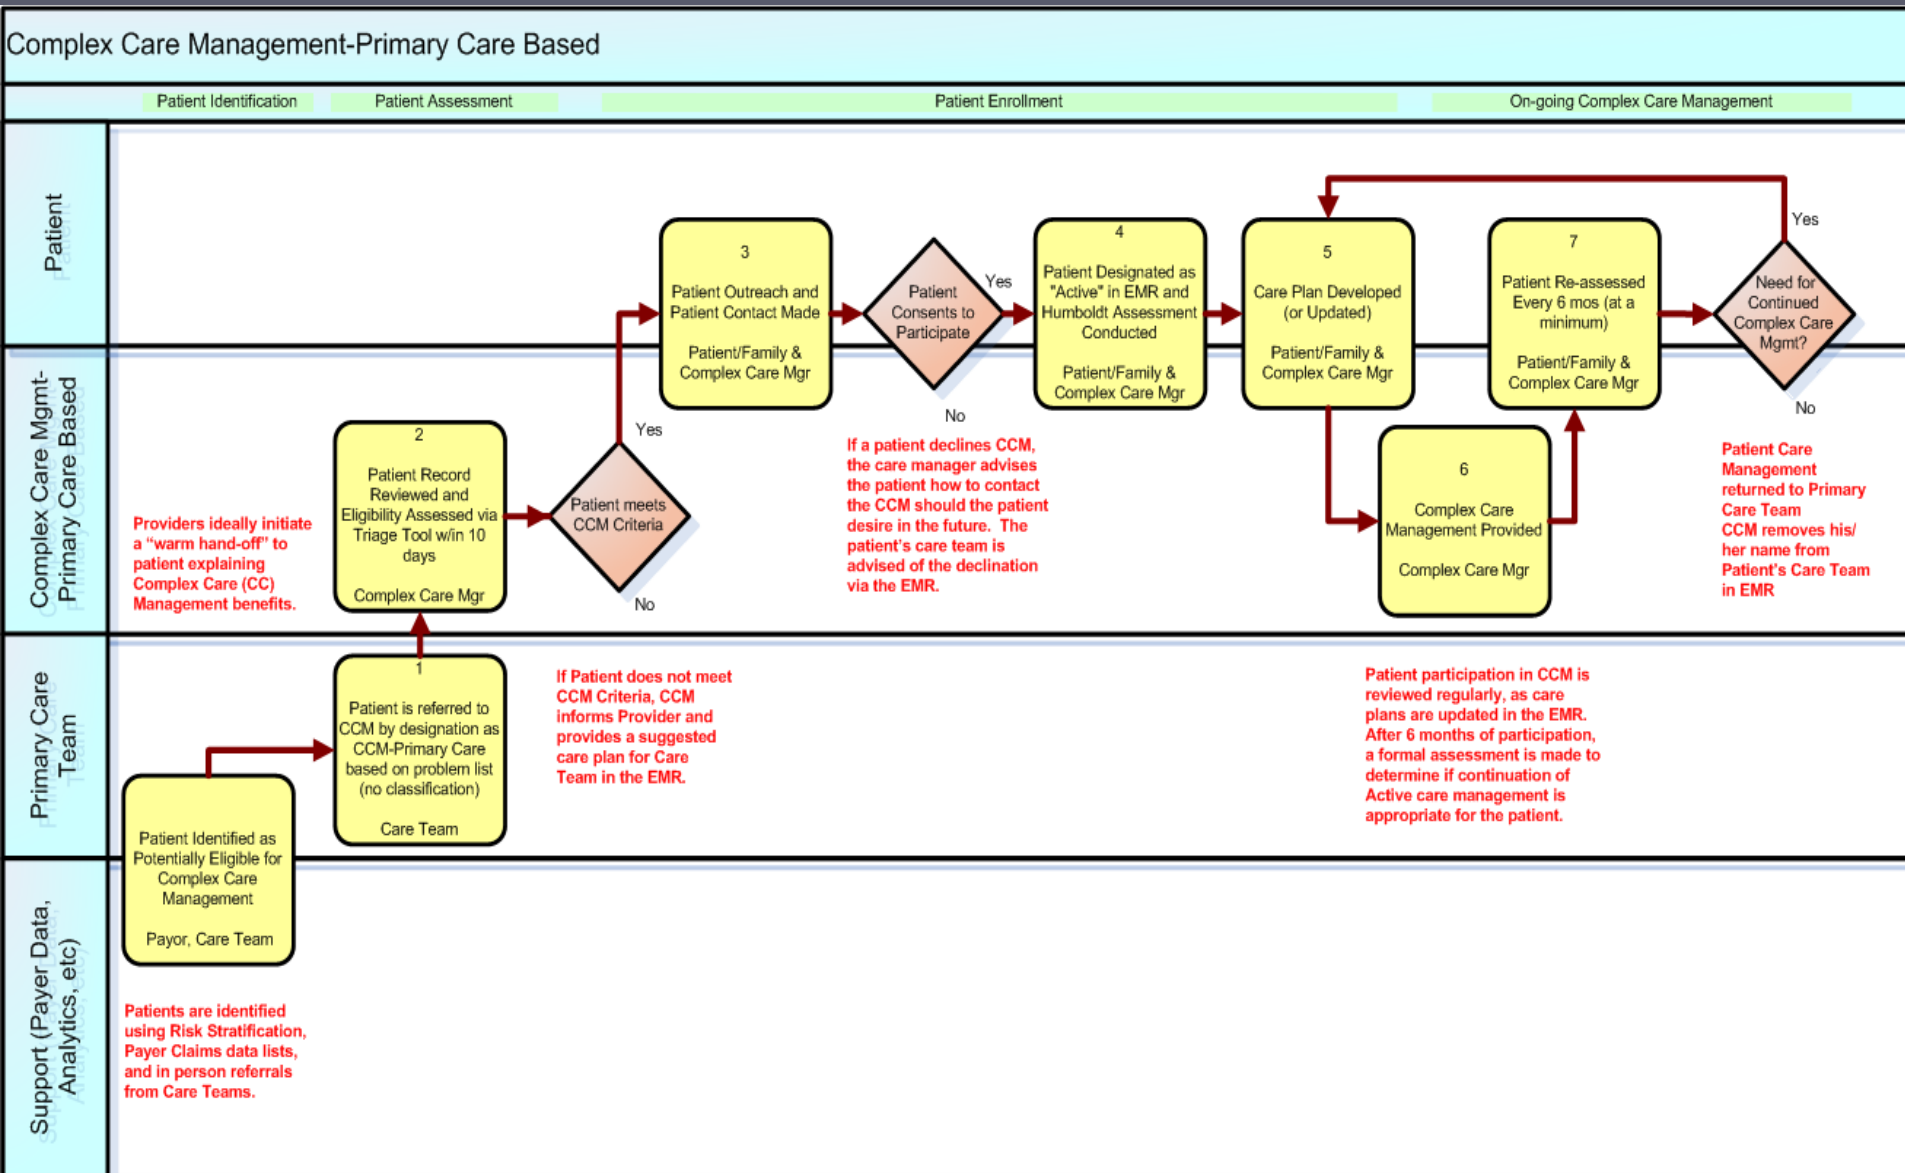 Complex Care Management-Primary Care Based
Patient Identification
Patient Assessment
Patient Enrollment
On-going Complex Care Management
Patient
Complex Care Mgmt-
Primary Care Based
Primary Care
Team
Support (Payer Data,
Analytics, etc)
Patient Identified as
Potentially Eligible for
Complex Care
Management
Payor, Care Team
Patients are identified
using Risk Stratification,
Payer Claims data lists,
and in person referrals
from Care Teams.
Providers ideally initiate
a “warm hand-off” to
patient explaining
Complex Care (CC)
Management benefits.
1
Patient is referred to
CCM by designation as
CCM-Primary Care
based on problem list
(no classification)
Care Team
2
Patient Record
Reviewed and
Eligibility Assessed via
Triage Tool w/in 10
days
Complex Care Mgr
Patient meets
CCM Criteria
Yes
No
If Patient does not meet
CCM Criteria, CCM
informs Provider and
provides a suggested
care plan for Care
Team in the EMR.
3
Patient Outreach and
Patient Contact Made
Patient/Family &
Complex Care Mgr
Patient
Consents to
Participate
Yes
No
If a patient declines CCM,
the care manager advises
the patient how to contact
the CCM should the patient
desire in the future.  The
patient’s care team is
advised of the declination
via the EMR.
4
Patient Designated as
"Active" in EMR and
Humboldt Assessment
Conducted
Patient/Family &
Complex Care Mgr
5
Care Plan Developed
(or Updated)
Patient/Family &
Complex Care Mgr
6
Complex Care
Management Provided
Complex Care Mgr
Patient participation in CCM is
reviewed regularly, as care
plans are updated in the EMR.
After 6 months of participation,
a formal assessment is made to
determine if continuation of
Active care management is
appropriate for the patient.
7
Patient Re-assessed
Every 6 mos (at a
minimum)
Patient/Family &
Complex Care Mgr
Need for
Continued
Complex Care
Mgmt?
Yes
No
Patient Care
Management
returned to Primary
Care Team
CCM removes his/
her name from
Patient’s Care Team
in EMR